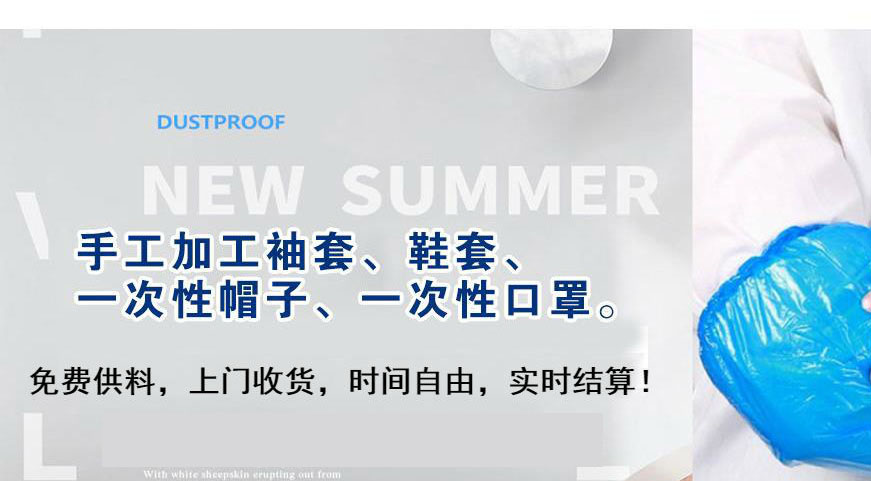 DUSTPROOF
NEW SUMMER
手工加工袖套、鞋套、
一次性帽子、一次性口罩。
免费供料，上门收货，时间自由，实时结算！
With white sheepskin erupting out from